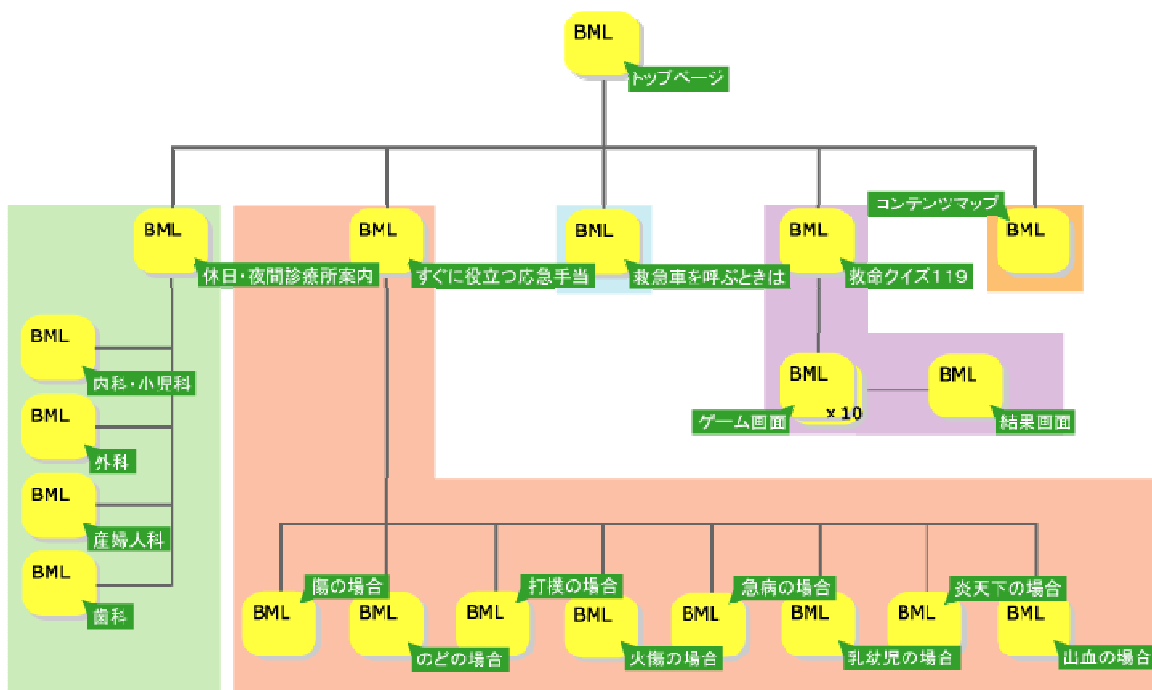 BML
トップページ
BML
休日・夜間診療所案内
BML
すぐに役立つ応急手当
BML
救急車を呼ぶときは
BML
救命クイズ119
コンテンツマップ
BML
BML
内科・小児科
BML
外科
BML
産婦人科
BML
歯科
BML
x 10
ゲーム画面
BML
結果画面
BML
傷の場合
BML
のどの場合
BML
打撲の場合
BML
火傷の場合
BML
急病の場合
BML
乳幼児の場合
BML
炎天下の場合
BML
出血の場合